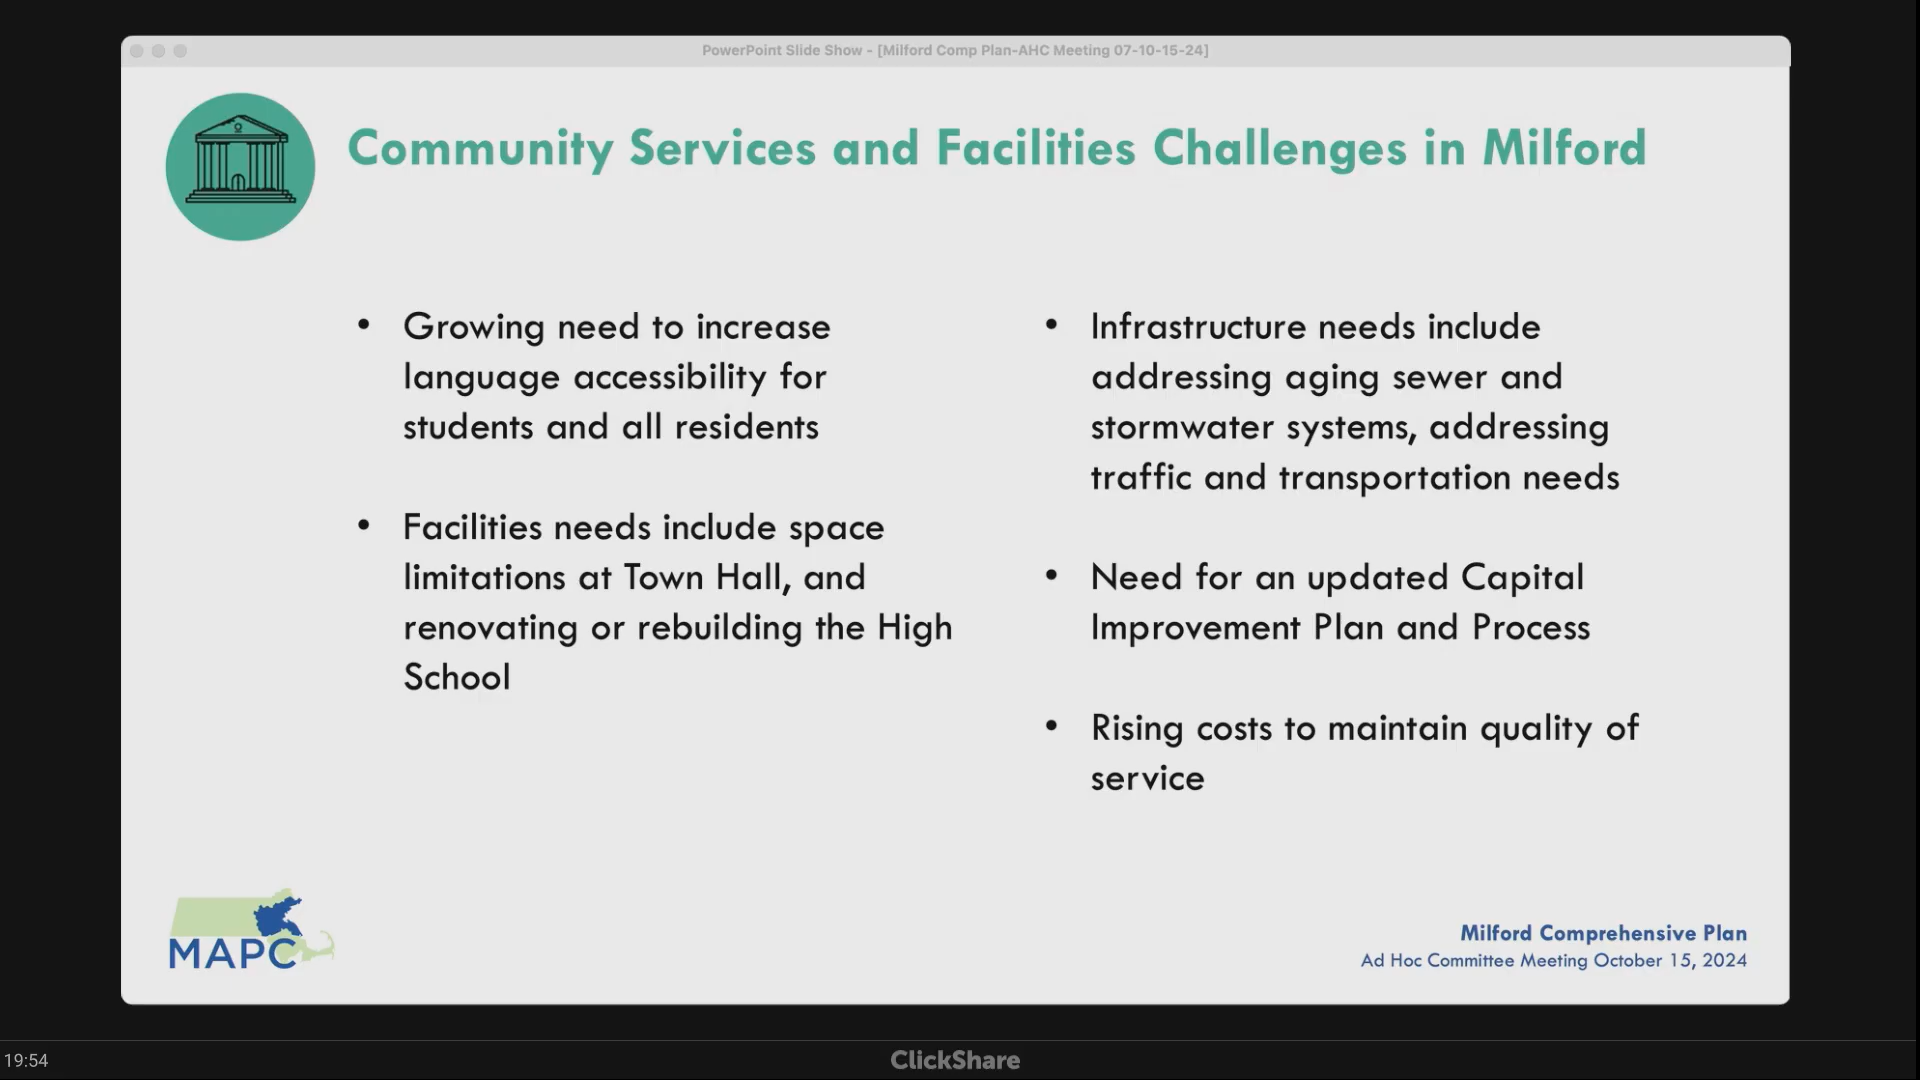 PowerPoint Slide Show - [Milford Comp Plan-AHC Meeting 07-10-15-24]
Community Services and Facilities Challenges in Milford
• Growing need to increase
language accessibility for
students and all residents
• Facilities needs include space
limitations at Town Hall, and
renovating or rebuilding the High
School
• Infrastructure needs include
addressing aging sewer and
stormwater systems, addressing
traffic and transportation needs
• Need for an updated Capital
Improvement Plan and Process
• Rising costs to maintain quality of
service
MAPC
Milford Comprehensive Plan
Ad Hoc Committee Meeting October 15, 2024
19:54
ClickShare